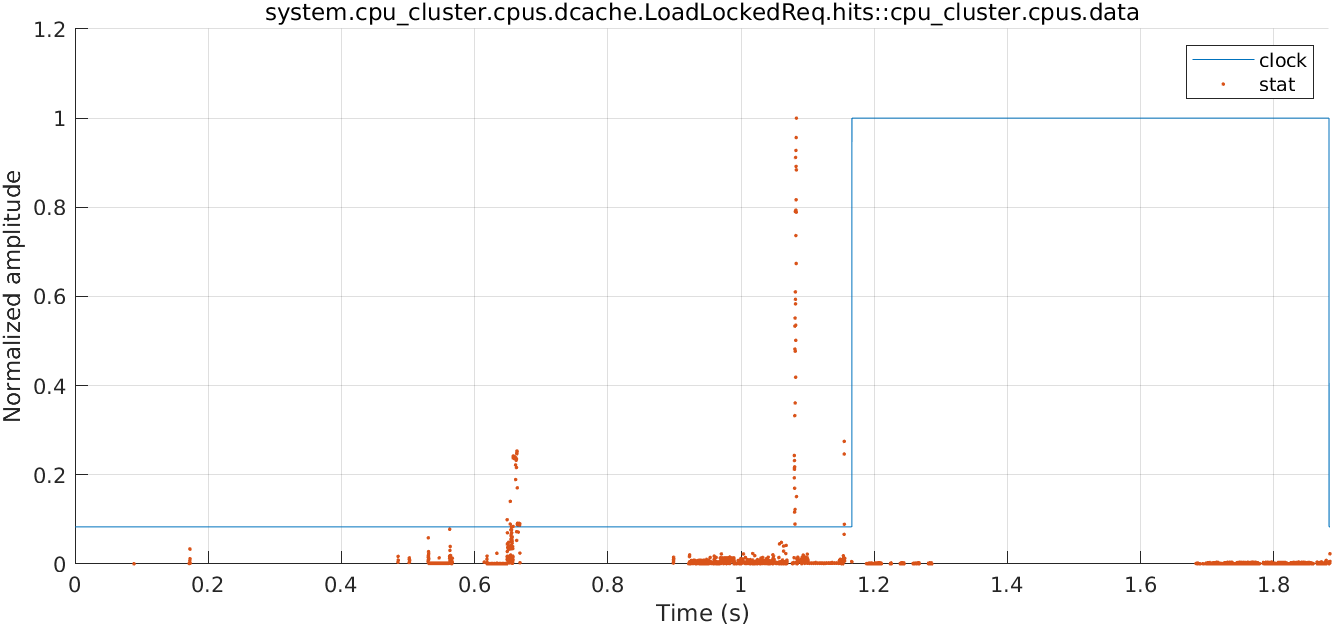 system.cpu_cluster.cpus.dcache.LoadLockedReq.hits::cpu_cluster.cpus.data
1.2
1
0.8
0.6
0.4
0.2
0
Normalized amplitude
clock
stat
0 0.2 0.4 0.6 0.8 1 1.2 1.4 1.6 1.8
Time (s)